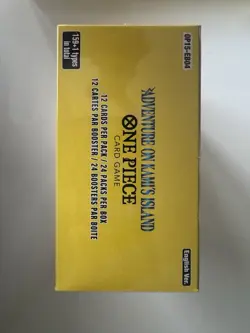 OP15-EB04
159+1 types
in total
ADVENTURE ON KAMI'S ISLAND
ONE PIECE
CARD GAME
12 CARDS PER PACK / 24 PACKS PER BOX
12 CARTES PAR BOOSTER / 24 BOOSTERS PAR BOITE
English Ver.